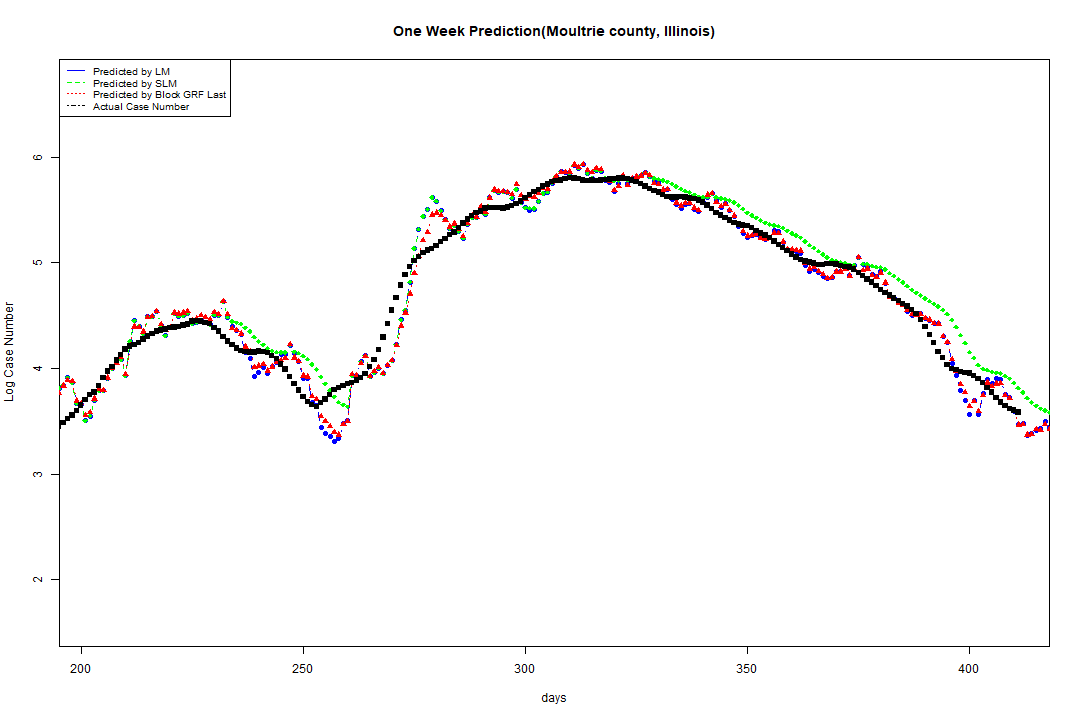 One Week Prediction(Moultrie county, Illinois)
Predicted by LM
Predicted by SLM
Predicted by Block GRF Last
Actual Case Number
6
5
4
3
2
Log Case Number
200
250
300
350
400
days